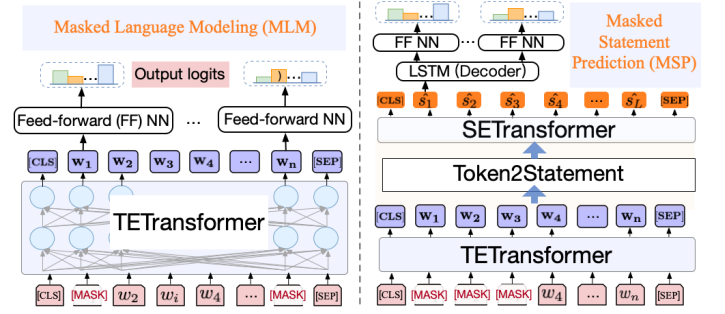 Masked Language Modeling (MLM)
Output logits
)
Feed-forward (FF) NN ... Feed-forward NN
[CLS] w₁ w₂ w₃ w₄ ... wₙ [SEP]
TETransformer
[CLS] [MASK] w₂ wᵢ w₄ ... [MASK] [SEP]
Masked
Statement
Prediction (MSP)
FF NN ... FF NN
LSTM (Decoder)
[CLS] ŝ₁ ŝ₂ ŝ₃ ŝ₄ ... ŝ_L [SEP]
SETransformer
Token2Statement
[CLS] w₁ w₂ w₃ w₄ ... wₙ [SEP]
TETransformer
[CLS] [MASK] [MASK] [MASK] w₄ ... wₙ [SEP]